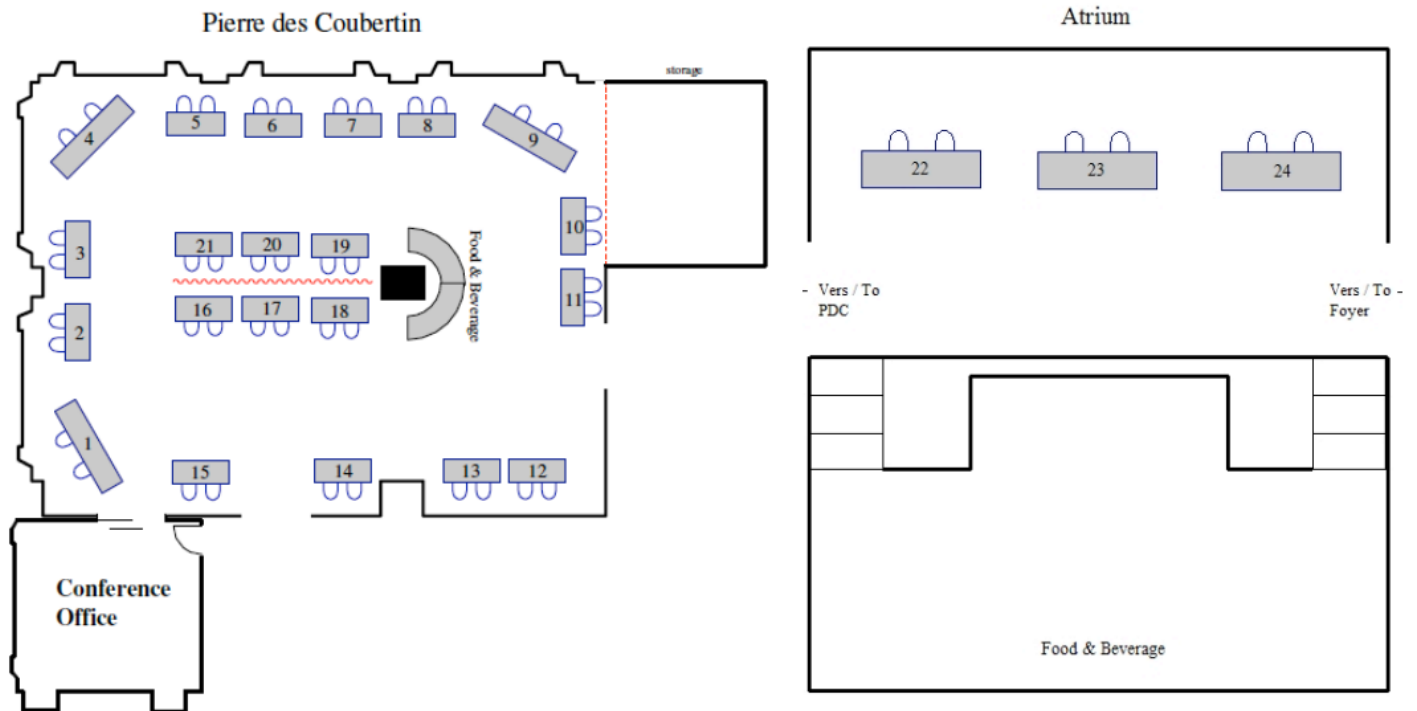 Pierre des Coubertin
Atrium
storage
4
5
6
7
8
9
22
23
24
3
21
20
19
Food & Beverage
10
- Vers / To
PDC
Vers / To -
Foyer
2
16
17
18
11
1
15
14
13
12
Conference
Office
Food & Beverage